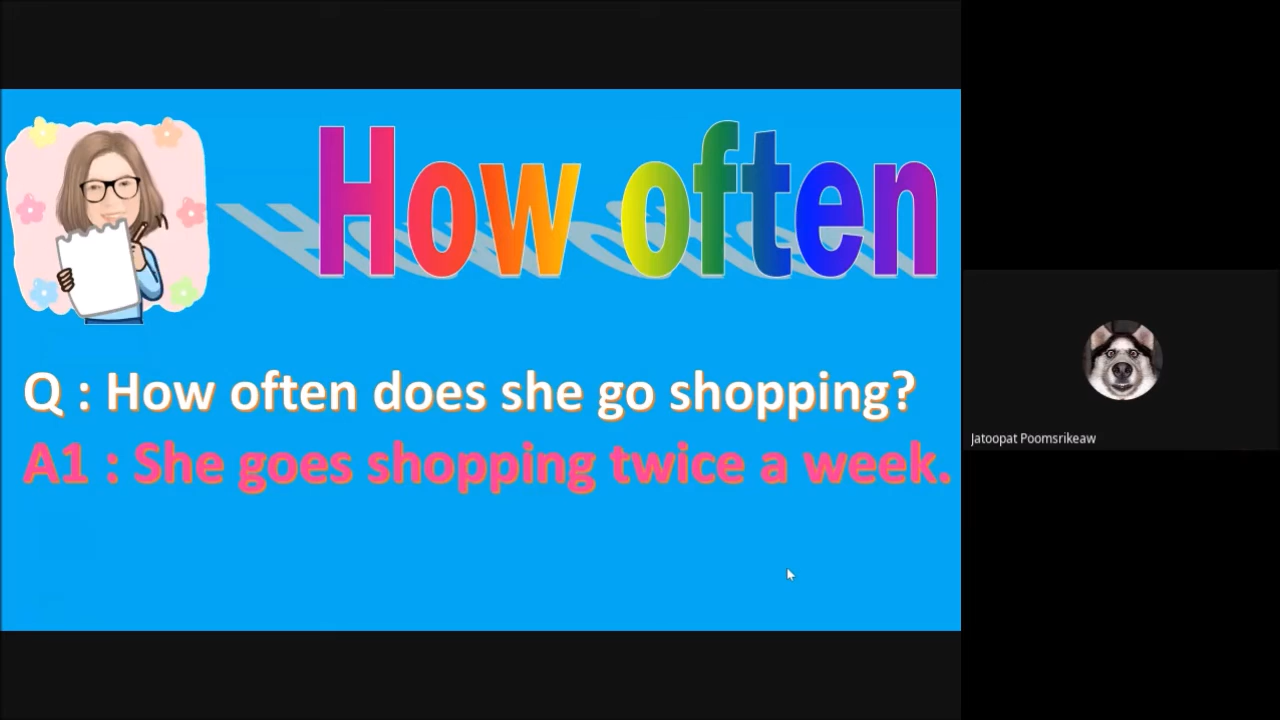 How often
Q : How often does she go shopping?
A1 : She goes shopping twice a week.
Jatoopat Poomsrikeaw